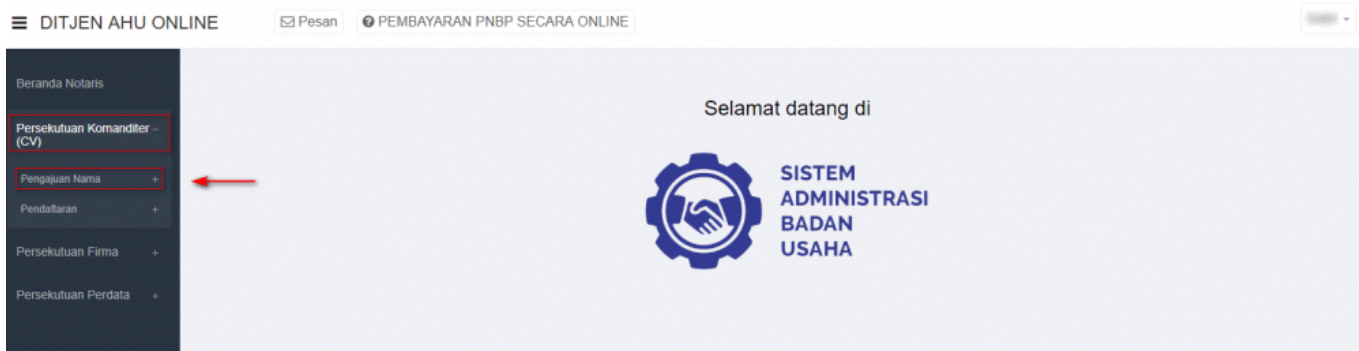 DITJEN AHU ONLINE
Pesan
PEMBAYARAN PNBP SECARA ONLINE
Beranda Notaris
Persekutuan Komanditer –
(CV)
Pengajuan Nama +
Pendaftaran +
Persekutuan Firma +
Persekutuan Perdata +
Selamat datang di
SISTEM
ADMINISTRASI
BADAN
USAHA